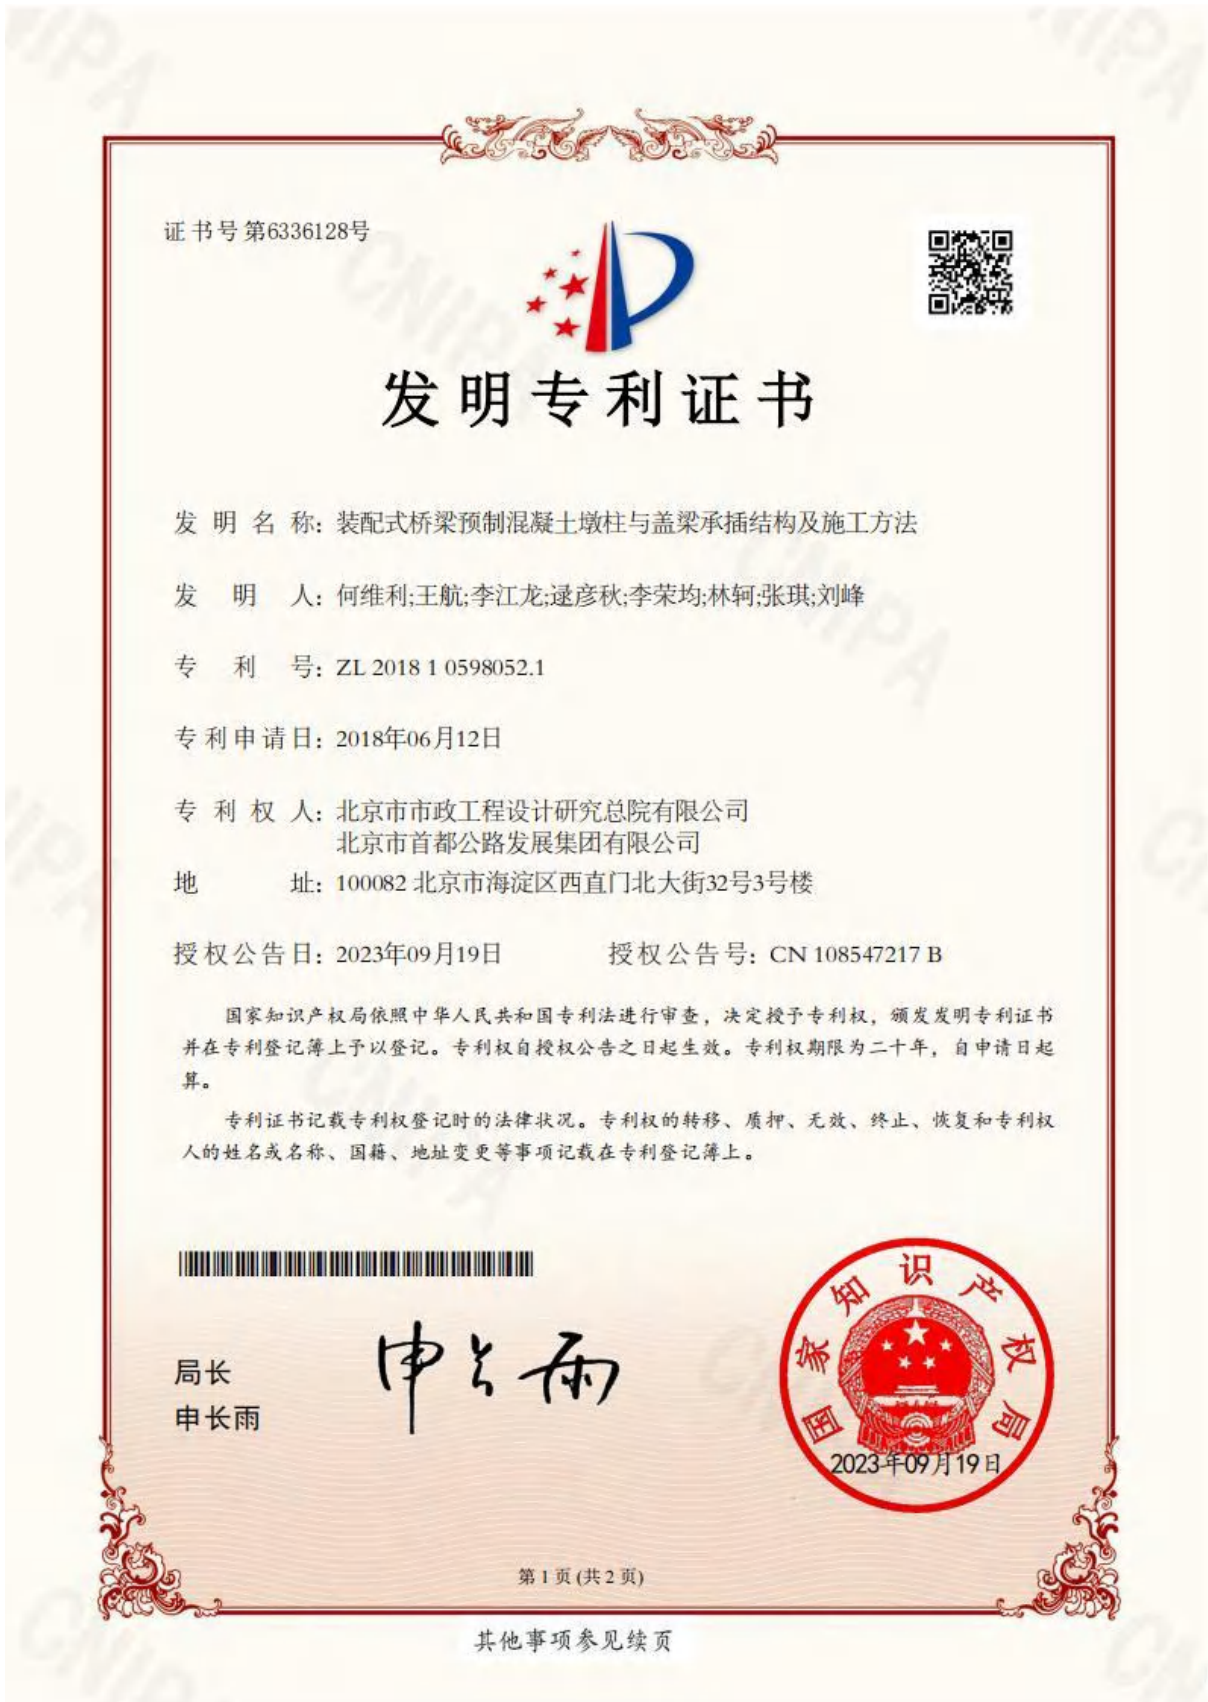 证书号第6336128号
发明专利证书
发明名称：装配式桥梁预制混凝土墩柱与盖梁承插结构及施工方法
发明人：何维利;王航;李江龙;逯彦秋;李荣均;林轲;张琪;刘峰
专利号：ZL 2018 1 0598052.1
专利申请日：2018年06月12日
专利权人：北京市市政工程设计研究总院有限公司
北京市首都公路发展集团有限公司
地址：100082 北京市海淀区西直门北大街32号3号楼
授权公告日：2023年09月19日 授权公告号：CN 108547217 B
国家知识产权局依照中华人民共和国专利法进行审查，决定授予专利权，颁发发明专利证书
并在专利登记簿上予以登记。专利权自授权公告之日起生效。专利权期限为二十年，自申请日起
算。
专利证书记载专利权登记时的法律状况。专利权的转移、质押、无效、终止、恢复和专利权
人的姓名或名称、国籍、地址变更等事项记载在专利登记簿上。
局长
申长雨
申长雨
国家知识产权局
2023年09月19日
第1页(共2页)
其他事项参见续页
CNIPA